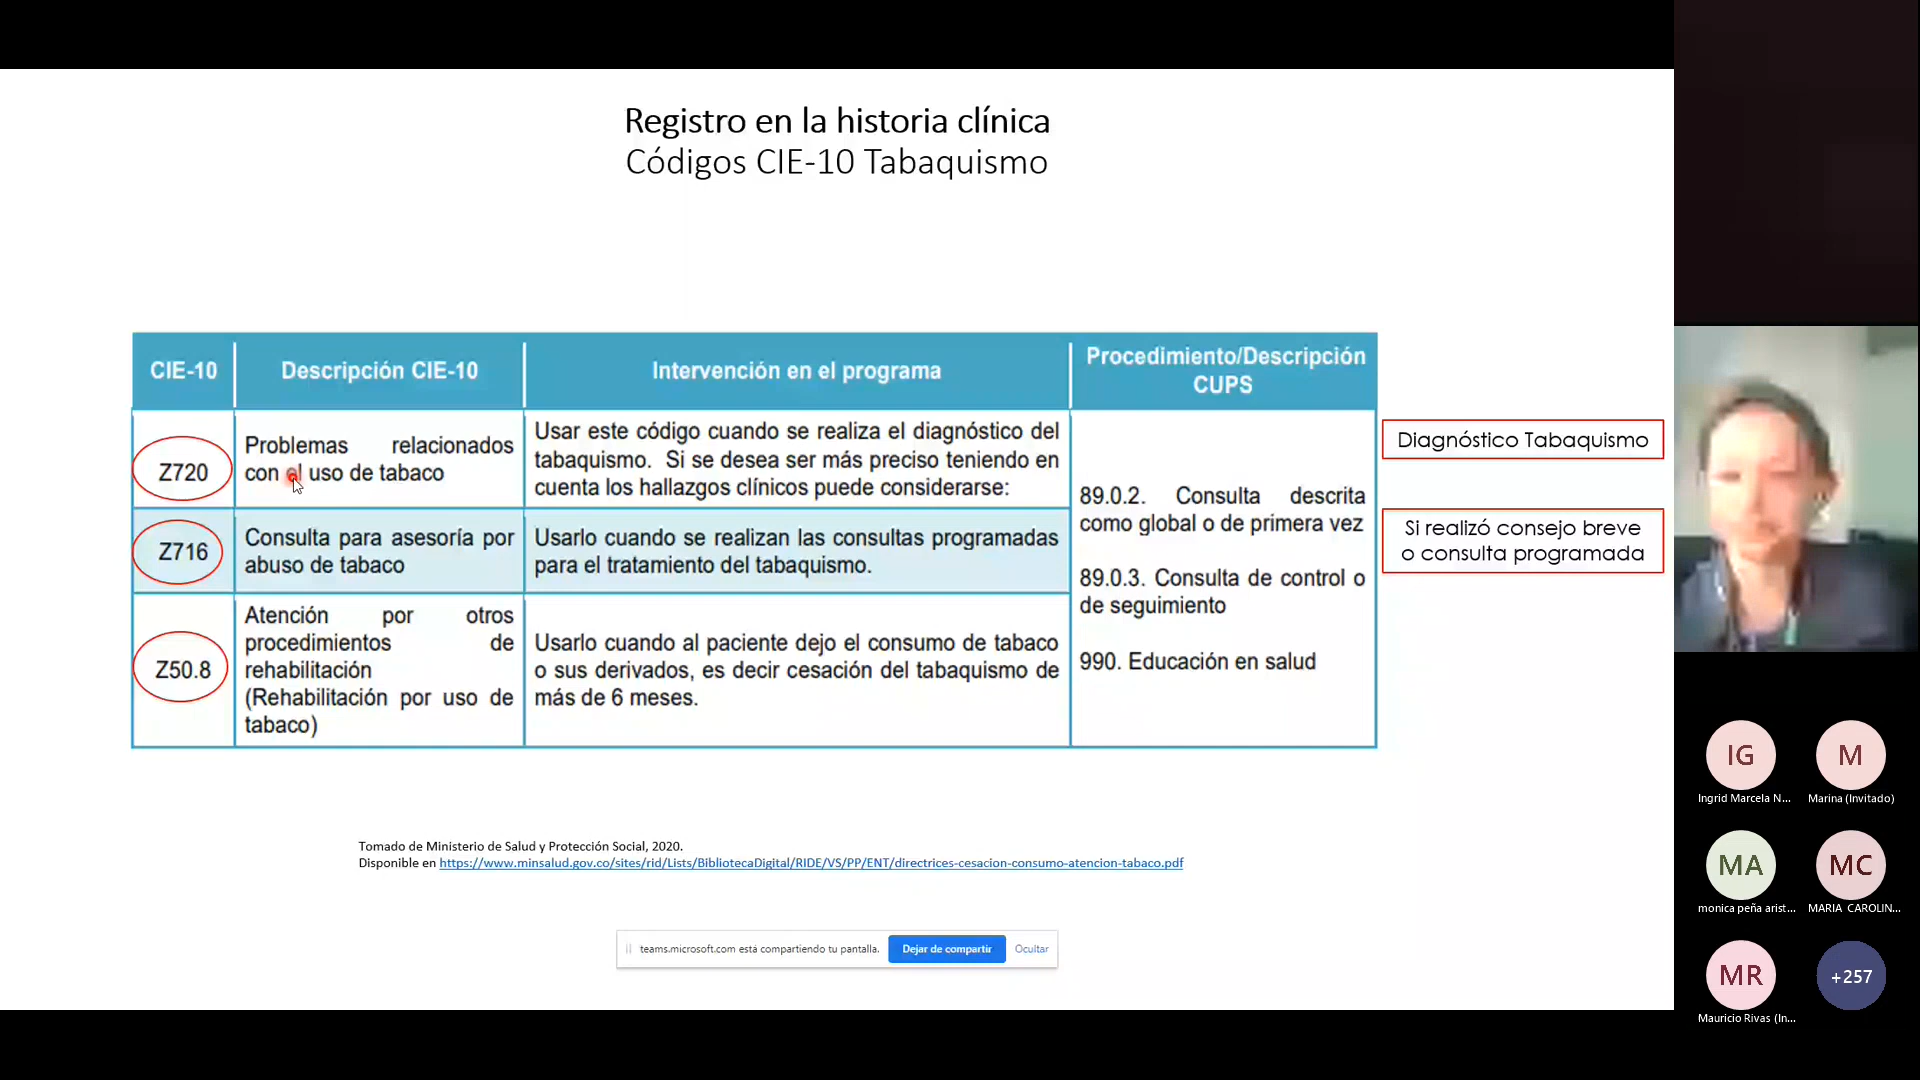 Registro en la historia clínica
Códigos CIE-10 Tabaquismo
CIE-10
Descripción CIE-10
Intervención en el programa
Procedimiento/Descripción
CUPS
Z720
Problemas relacionados
con el uso de tabaco
Usar este código cuando se realiza el diagnóstico del
tabaquismo. Si se desea ser más preciso teniendo en
cuenta los hallazgos clínicos puede considerarse:
Z716
Consulta para asesoría por
abuso de tabaco
Usarlo cuando se realizan las consultas programadas
para el tratamiento del tabaquismo.
Z50.8
Atención por otros
procedimientos de
rehabilitación
(Rehabilitación por uso de
tabaco)
Usarlo cuando al paciente dejo el consumo de tabaco
o sus derivados, es decir cesación del tabaquismo de
más de 6 meses.
89.0.2. Consulta descrita
como global o de primera vez
89.0.3. Consulta de control o
de seguimiento
990. Educación en salud
Diagnóstico Tabaquismo
Si realizó consejo breve
o consulta programada
Tomado de Ministerio de Salud y Protección Social, 2020.
Disponible en https://www.minsalud.gov.co/sites/rid/Lists/BibliotecaDigital/RIDE/VS/PP/ENT/directrices-cesacion-consumo-atencion-tabaco.pdf
teams.microsoft.com está compartiendo tu pantalla.
Dejar de compartir
Ocultar
IG
Ingrid Marcela N...
M
Marina (Invitado)
MA
monica peña arist...
MC
MARIA CAROLIN...
MR
Mauricio Rivas (In...
+257